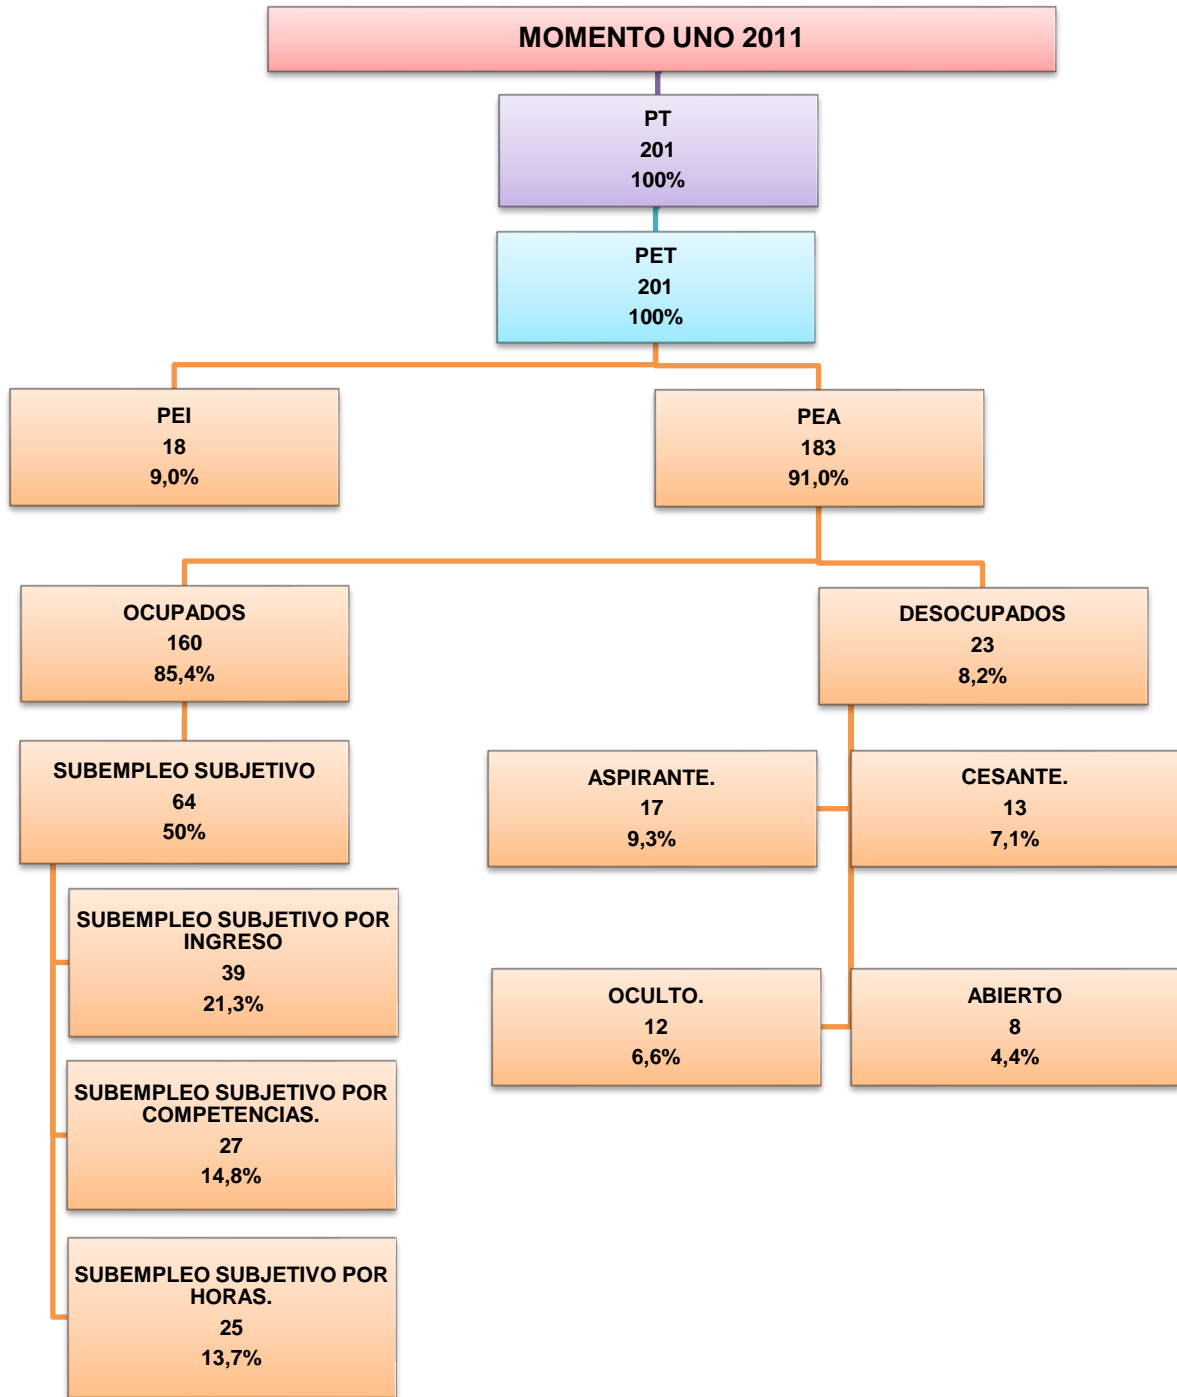 MOMENTO UNO 2011
PT
201
100%
PET
201
100%
PEI
18
9,0%
PEA
183
91,0%
OCUPADOS
160
85,4%
DESOCUPADOS
23
8,2%
SUBEMPLEO SUBJETIVO
64
50%
ASPIRANTE.
17
9,3%
CESANTE.
13
7,1%
SUBEMPLEO SUBJETIVO POR
INGRESO
39
21,3%
OCULTO.
12
6,6%
ABIERTO
8
4,4%
SUBEMPLEO SUBJETIVO POR
COMPETENCIAS.
27
14,8%
SUBEMPLEO SUBJETIVO POR
HORAS.
25
13,7%